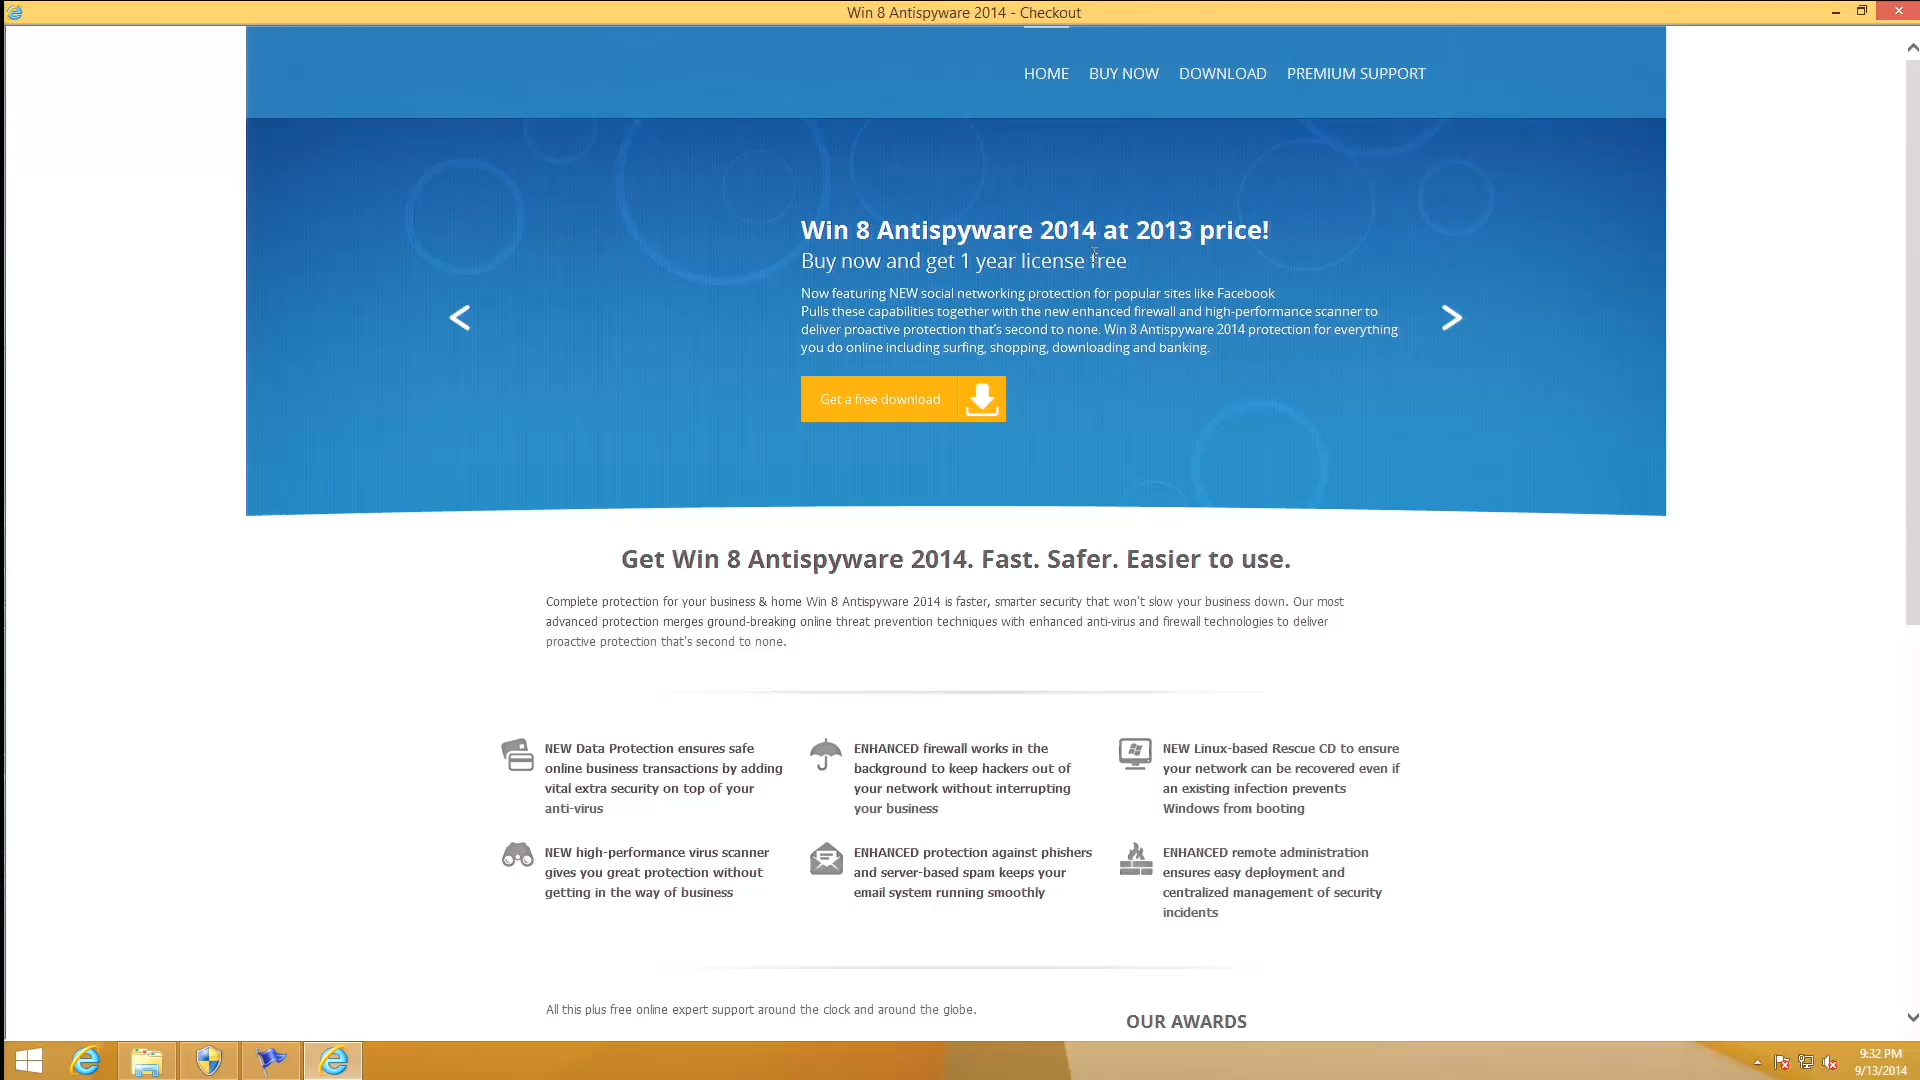 Win 8 Antispyware 2014 - Checkout
HOME BUY NOW DOWNLOAD PREMIUM SUPPORT
Win 8 Antispyware 2014 at 2013 price!
Buy now and get 1 year license free
Now featuring NEW social networking protection for popular sites like Facebook
Pulls these capabilities together with the new enhanced firewall and high-performance scanner to
deliver proactive protection that's second to none. Win 8 Antispyware 2014 protection for everything
you do online including surfing, shopping, downloading and banking.
Get a free download
Get Win 8 Antispyware 2014. Fast. Safer. Easier to use.
Complete protection for your business & home Win 8 Antispyware 2014 is faster, smarter security that won't slow your business down. Our most
advanced protection merges ground-breaking online threat prevention techniques with enhanced anti-virus and firewall technologies to deliver
proactive protection that's second to none.
NEW Data Protection ensures safe
online business transactions by adding
vital extra security on top of your
anti-virus
ENHANCED firewall works in the
background to keep hackers out of
your network without interrupting
your business
NEW Linux-based Rescue CD to ensure
your network can be recovered even if
an existing infection prevents
Windows from booting
NEW high-performance virus scanner
gives you great protection without
getting in the way of business
ENHANCED protection against phishers
and server-based spam keeps your
email system running smoothly
ENHANCED remote administration
ensures easy deployment and
centralized management of security
incidents
All this plus free online expert support around the clock and around the globe.
OUR AWARDS
9:32 PM
9/13/2014